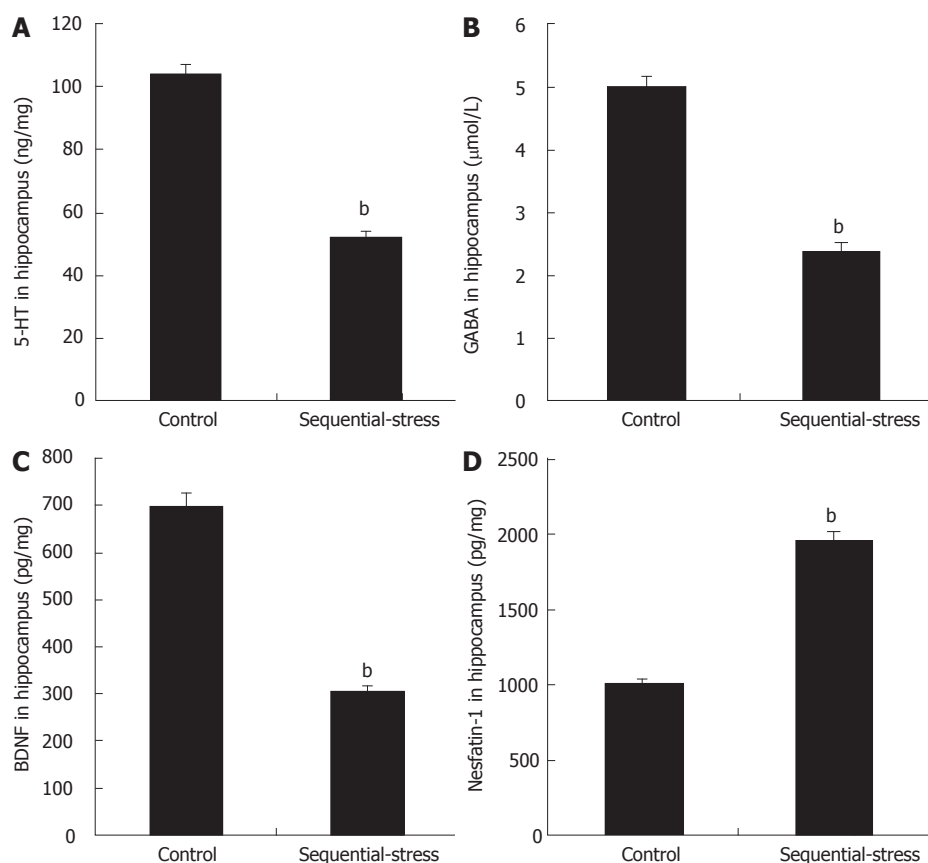 A
5-HT in hippocampus (ng/mg)
120
100
80
60
40
20
0
b
Control
Sequential-stress
B
GABA in hippocampus (μmol/L)
6
5
4
3
2
1
0
b
Control
Sequential-stress
C
BDNF in hippocampus (pg/mg)
800
700
600
500
400
300
200
100
0
b
Control
Sequential-stress
D
Nesfatin-1 in hippocampus (pg/mg)
2500
2000
1500
1000
500
0
b
Control
Sequential-stress